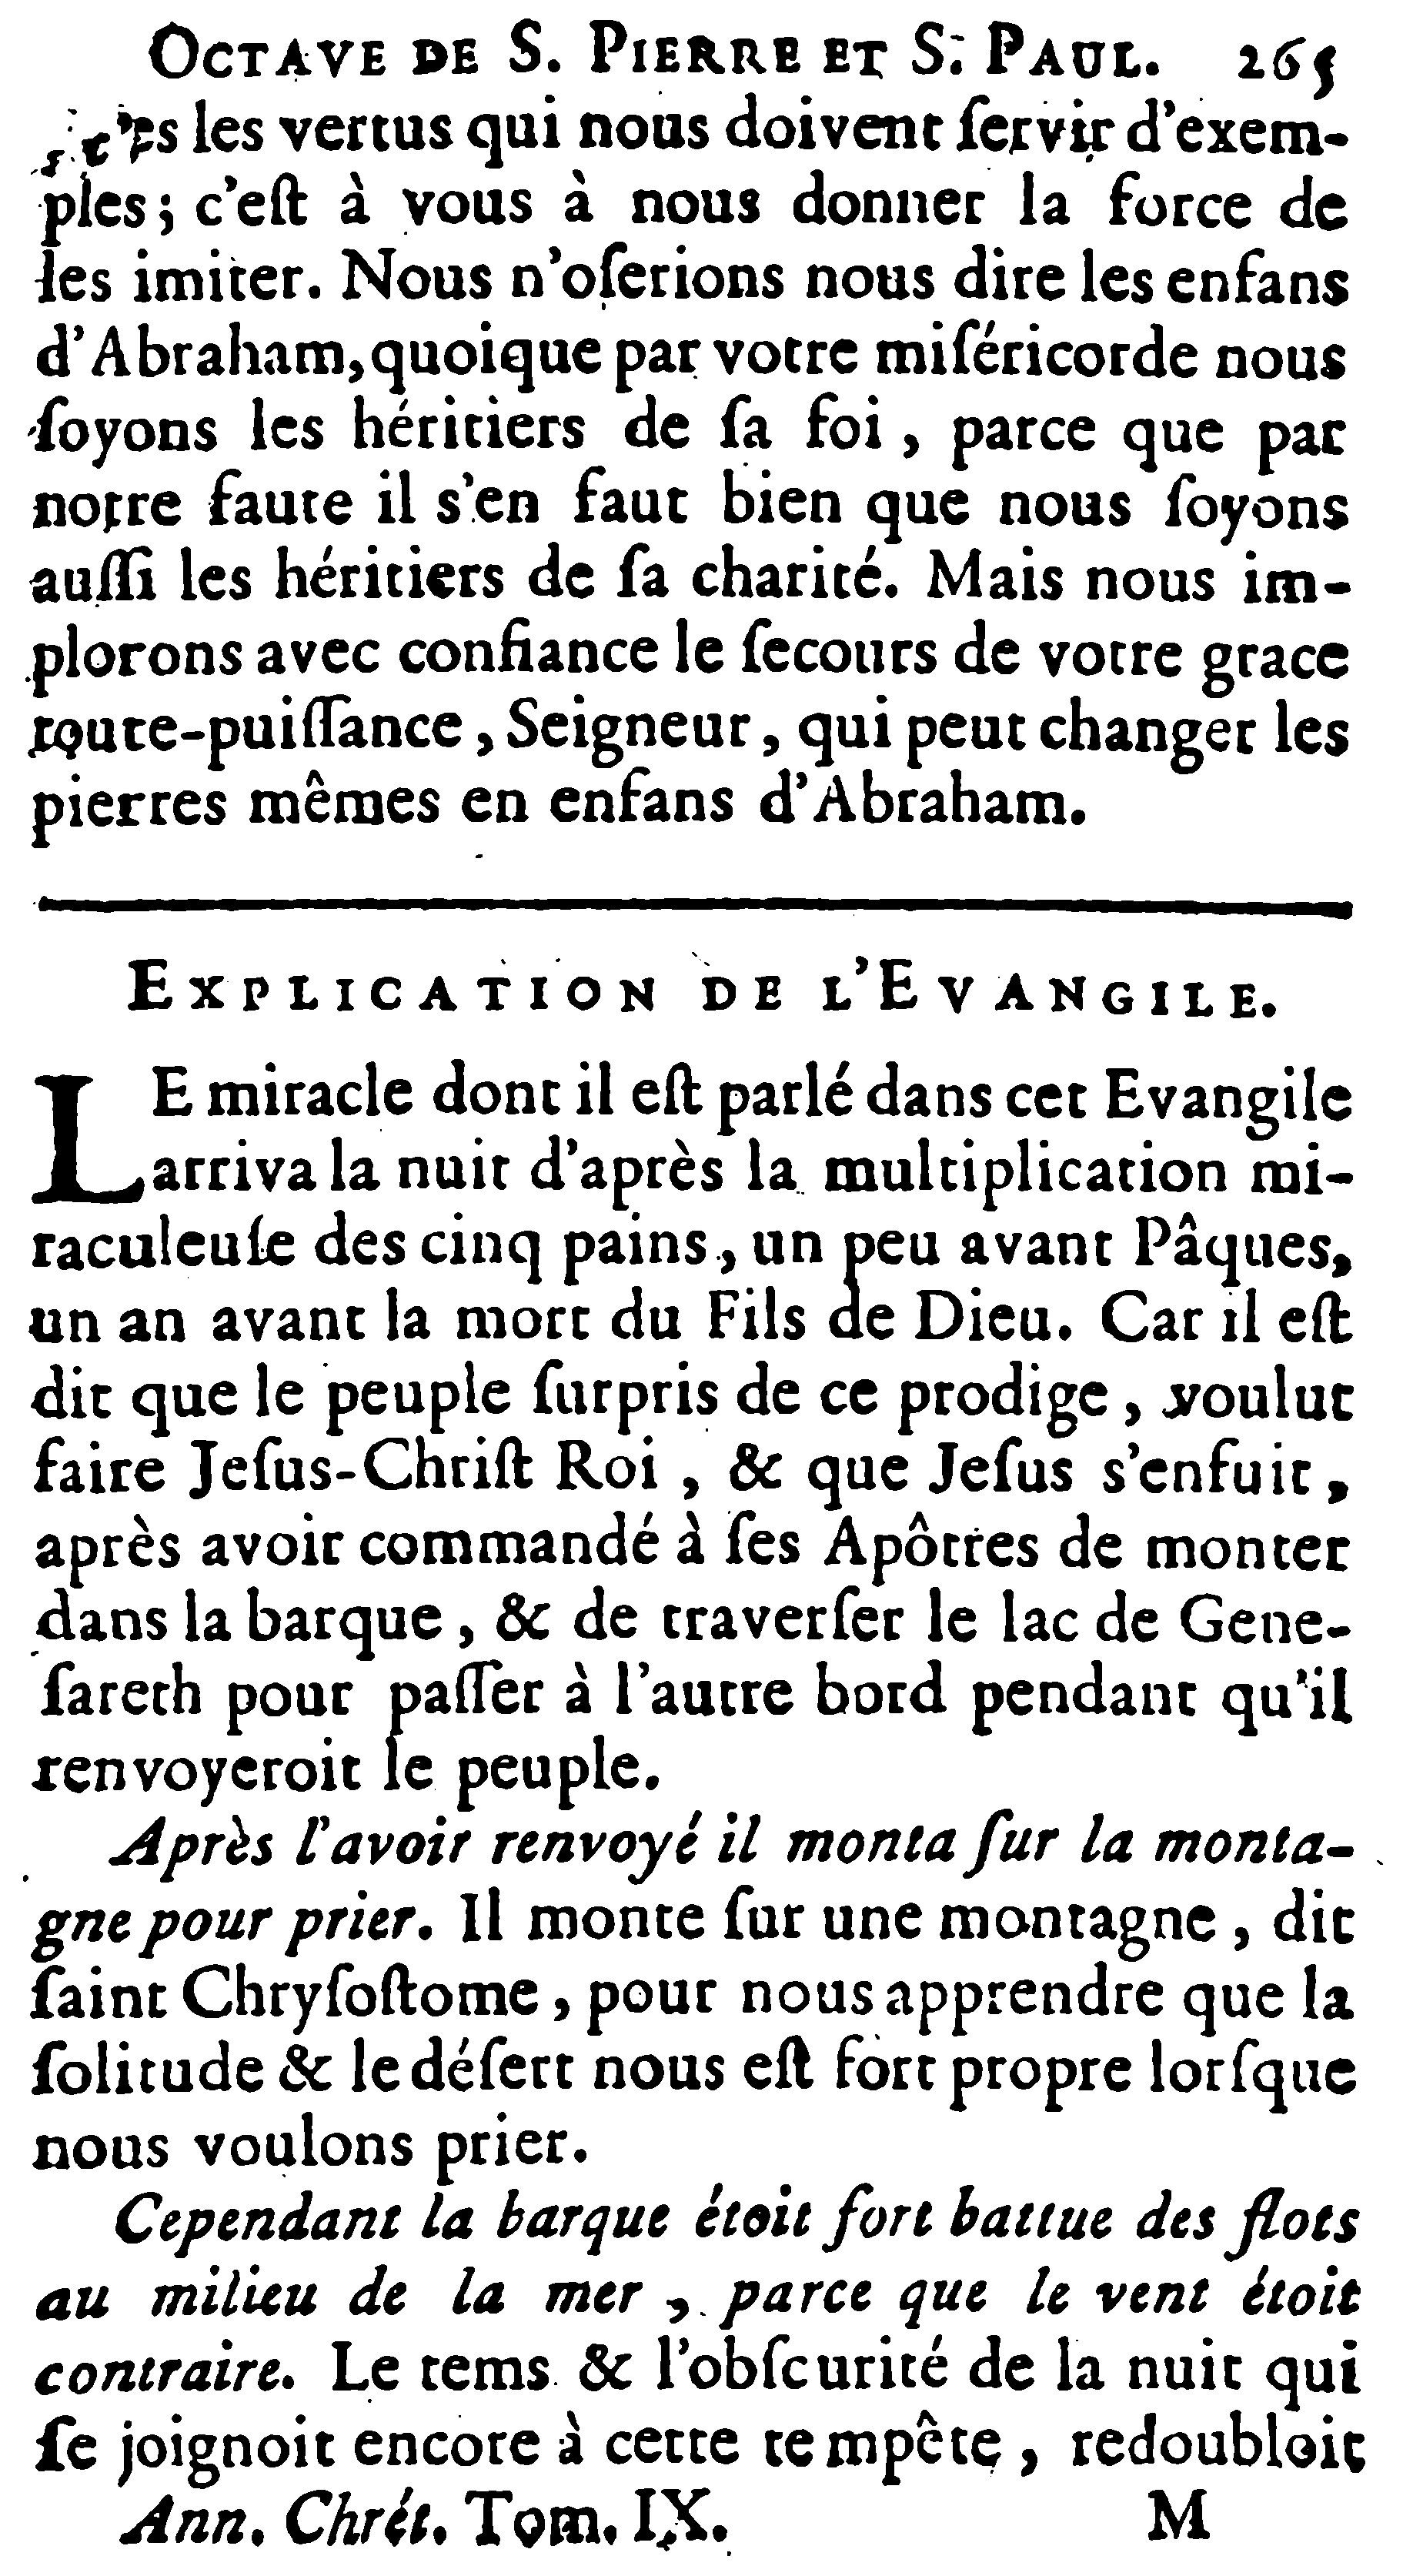 OCTAVE DE S. PIERRE ET S. PAUL. 265
les vertus qui nous doivent ſervir d'exem-
ples ; c'eſt à vous à nous donner la force de
les imiter. Nous n'oſerions nous dire les enfans
d'Abraham, quoique par votre miſéricorde nous
ſoyons les héritiers de ſa foi , parce que par
notre faute il s'en faut bien que nous ſoyons
auſſi les héritiers de ſa charité. Mais nous im-
plorons avec confiance le ſecours de votre grace
toute-puiſſance , Seigneur , qui peut changer les
pierres mêmes en enfans d'Abraham.
EXPLICATION DE L'EVANGILE.
LE miracle dont il eſt parlé dans cet Evangile
arriva la nuit d'après la multiplication mi-
raculeuſe des cinq pains , un peu avant Pâques,
un an avant la mort du Fils de Dieu. Car il eſt
dit que le peuple ſurpris de ce prodige , voulut
faire Jeſus-Chriſt Roi , & que Jeſus s'enfuit ,
après avoir commandé à ſes Apôtres de monter
dans la barque , & de traverſer le lac de Gene-
ſareth pour paſſer à l'autre bord pendant qu'il
renvoyeroit le peuple.
Après l'avoir renvoyé il monta ſur la monta-
gne pour prier. Il monte ſur une montagne , dit
ſaint Chryſoſtome , pour nous apprendre que la
ſolitude & le déſert nous eſt fort propre lorſque
nous voulons prier.
Cependant la barque étoit fort battue des flots
au milieu de la mer , parce que le vent étoit
contraire. Le tems & l'obſcurité de la nuit qui
ſe joignoit encore à cette tempête , redoubloit
Ann. Chrét. Tom. IX. M